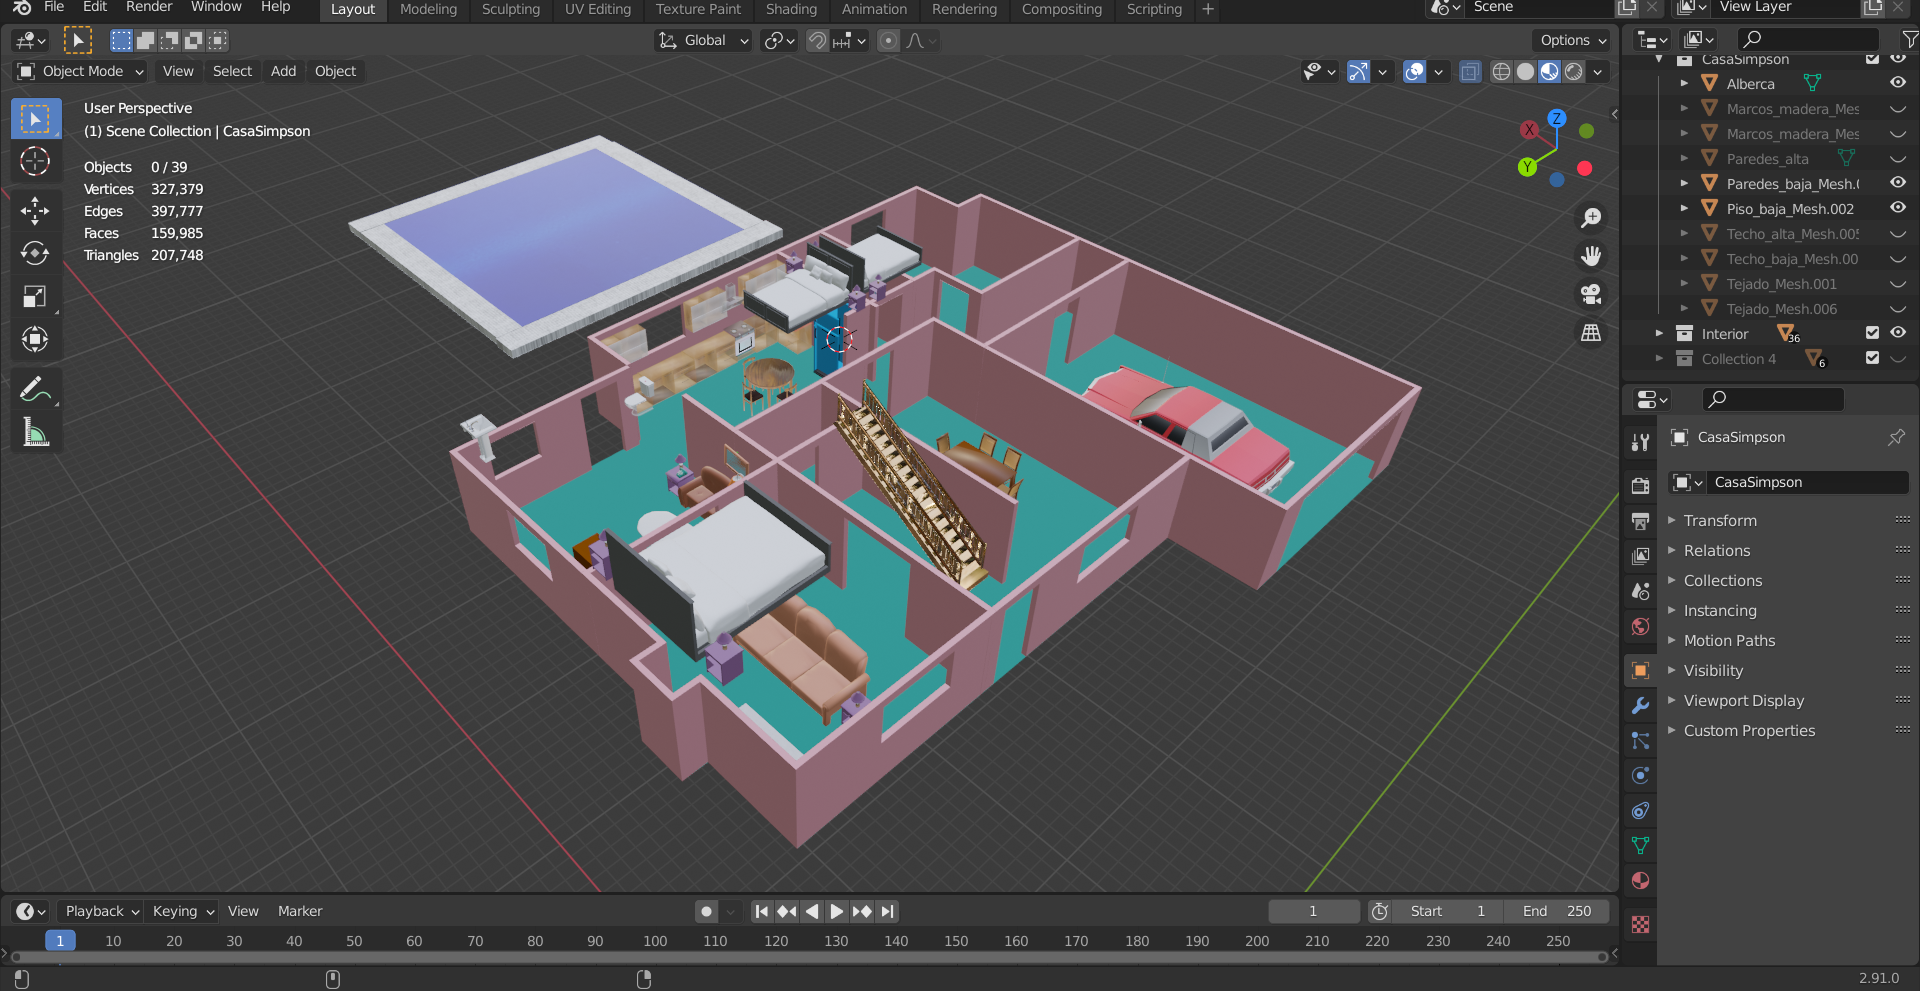 File Edit Render Window Help Layout Modeling Sculpting UV Editing Texture Paint Shading Animation Rendering Compositing Scripting + Scene View Layer
Global Options
Object Mode View Select Add Object
User Perspective
(1) Scene Collection | CasaSimpson
Objects 0 / 39
Vertices 327,379
Edges 397,777
Faces 159,985
Triangles 207,748
X
Y
Z
CasaSimpson
Alberca
Marcos_madera_Mes
Marcos_madera_Mes
Paredes_alta
Paredes_baja_Mesh.(
Piso_baja_Mesh.002
Techo_alta_Mesh.005
Techo_baja_Mesh.00
Tejado_Mesh.001
Tejado_Mesh.006
Interior 36
Collection 4 6
CasaSimpson
CasaSimpson
Transform
Relations
Collections
Instancing
Motion Paths
Visibility
Viewport Display
Custom Properties
Playback Keying View Marker 1 Start 1 End 250
1 10 20 30 40 50 60 70 80 90 100 110 120 130 140 150 160 170 180 190 200 210 220 230 240 250
2.91.0